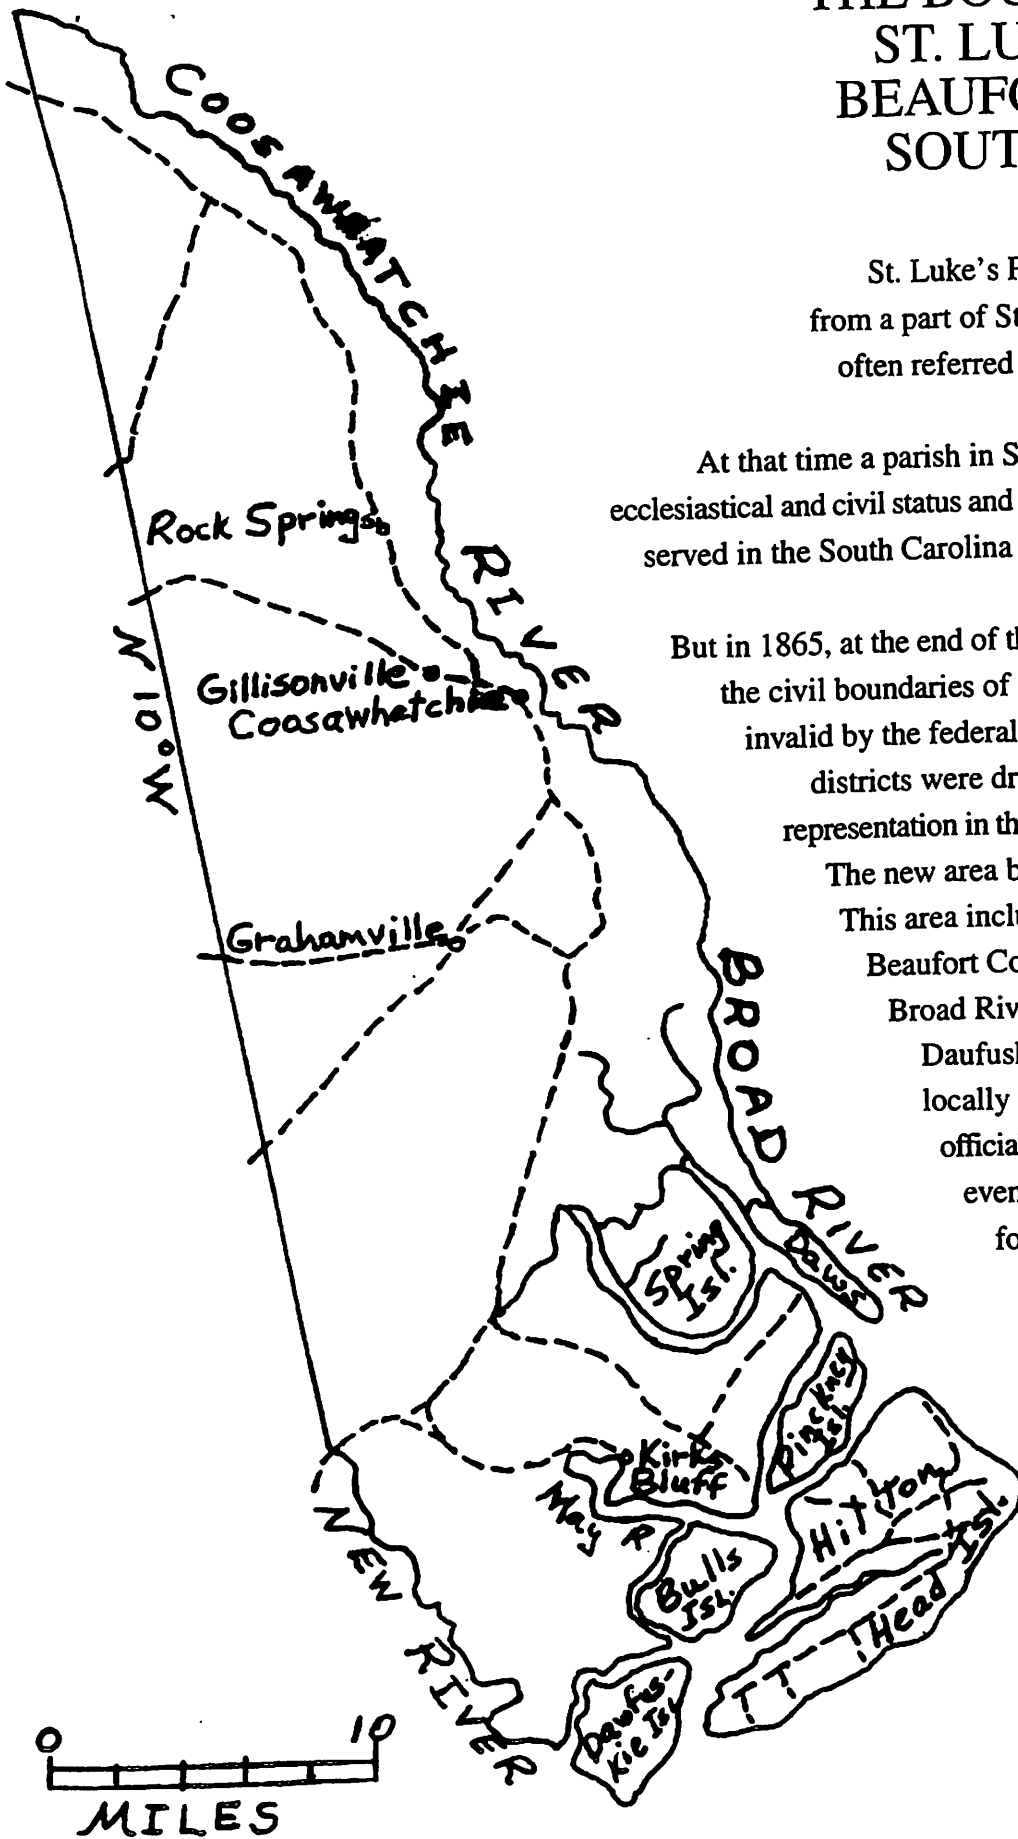 THE BOU
ST. LU
BEAUFO
SOUT
St. Luke's P
from a part of St
often referred
At that time a parish in S
ecclesiastical and civil status and
served in the South Carolina
But in 1865, at the end of th
the civil boundaries of
invalid by the federal
districts were dr
representation in th
The new area b
This area inclu
Beaufort Co
Broad Riv
Daufusk
locally
officia
even
fo
COOSAWHATCHIE RIVER
Rock Springs
N 10° W
Gillisonville
Coosawhatchie
Grahamville
BROAD RIVER
Spring
Isl.
Daws
Pinckney
Isl.
Kirks
Bluff
May R.
Hilton
Head Isl.
Bulls
Isl.
NEW RIVER
Dawfus-
kie Isl.
0 10
MILES